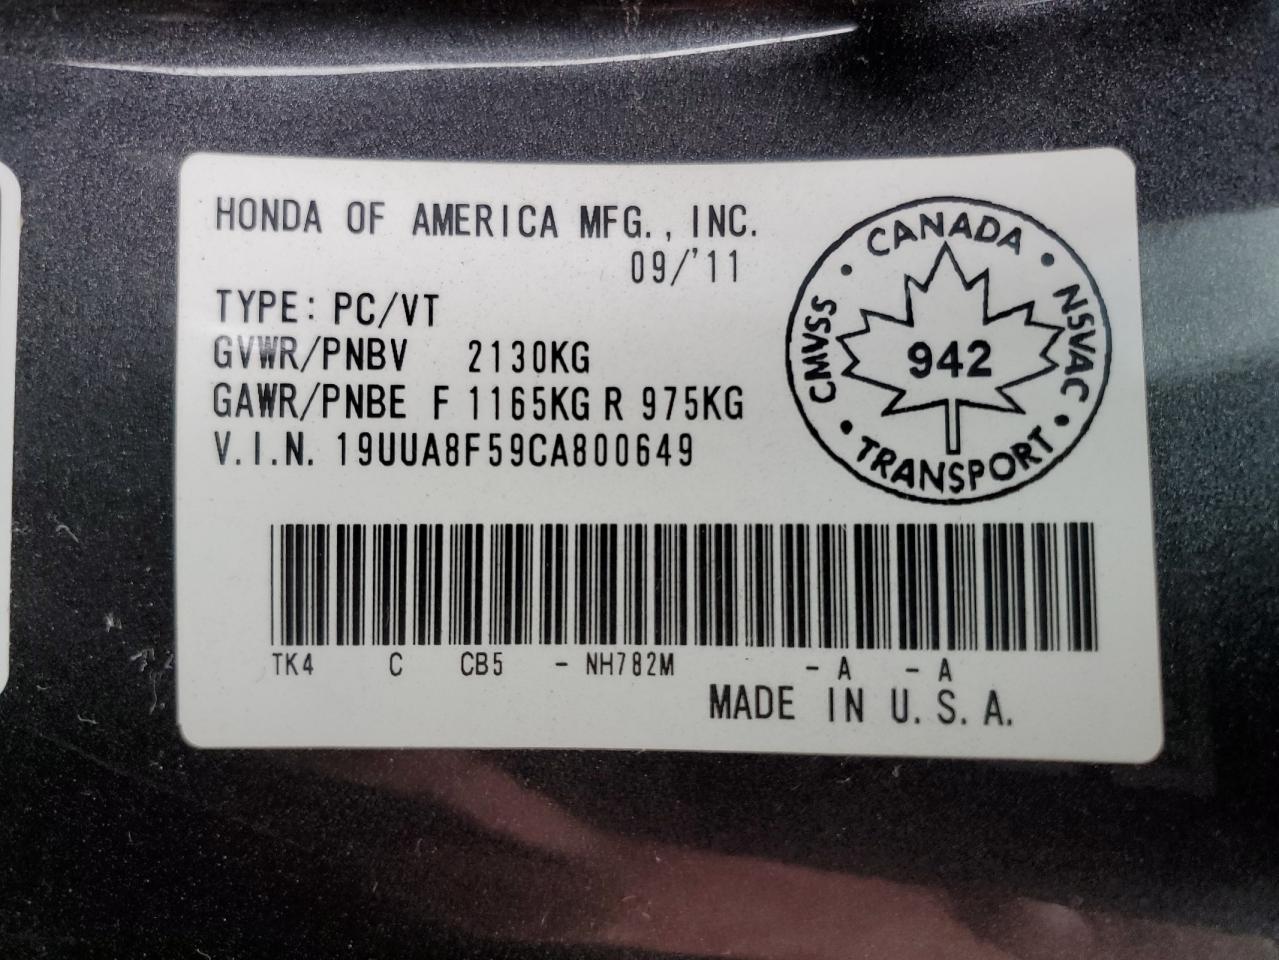 HONDA OF AMERICA MFG., INC.
09/'11
TYPE: PC/VT
GVWR/PNBV 2130KG
GAWR/PNBE F 1165KG R 975KG
V.I.N. 19UUA8F59CA800649
CANADA
CMVSS
NSVAC
942
TRANSPORT
TK4 C CB5 - NH782M - A - A
MADE IN U.S.A.